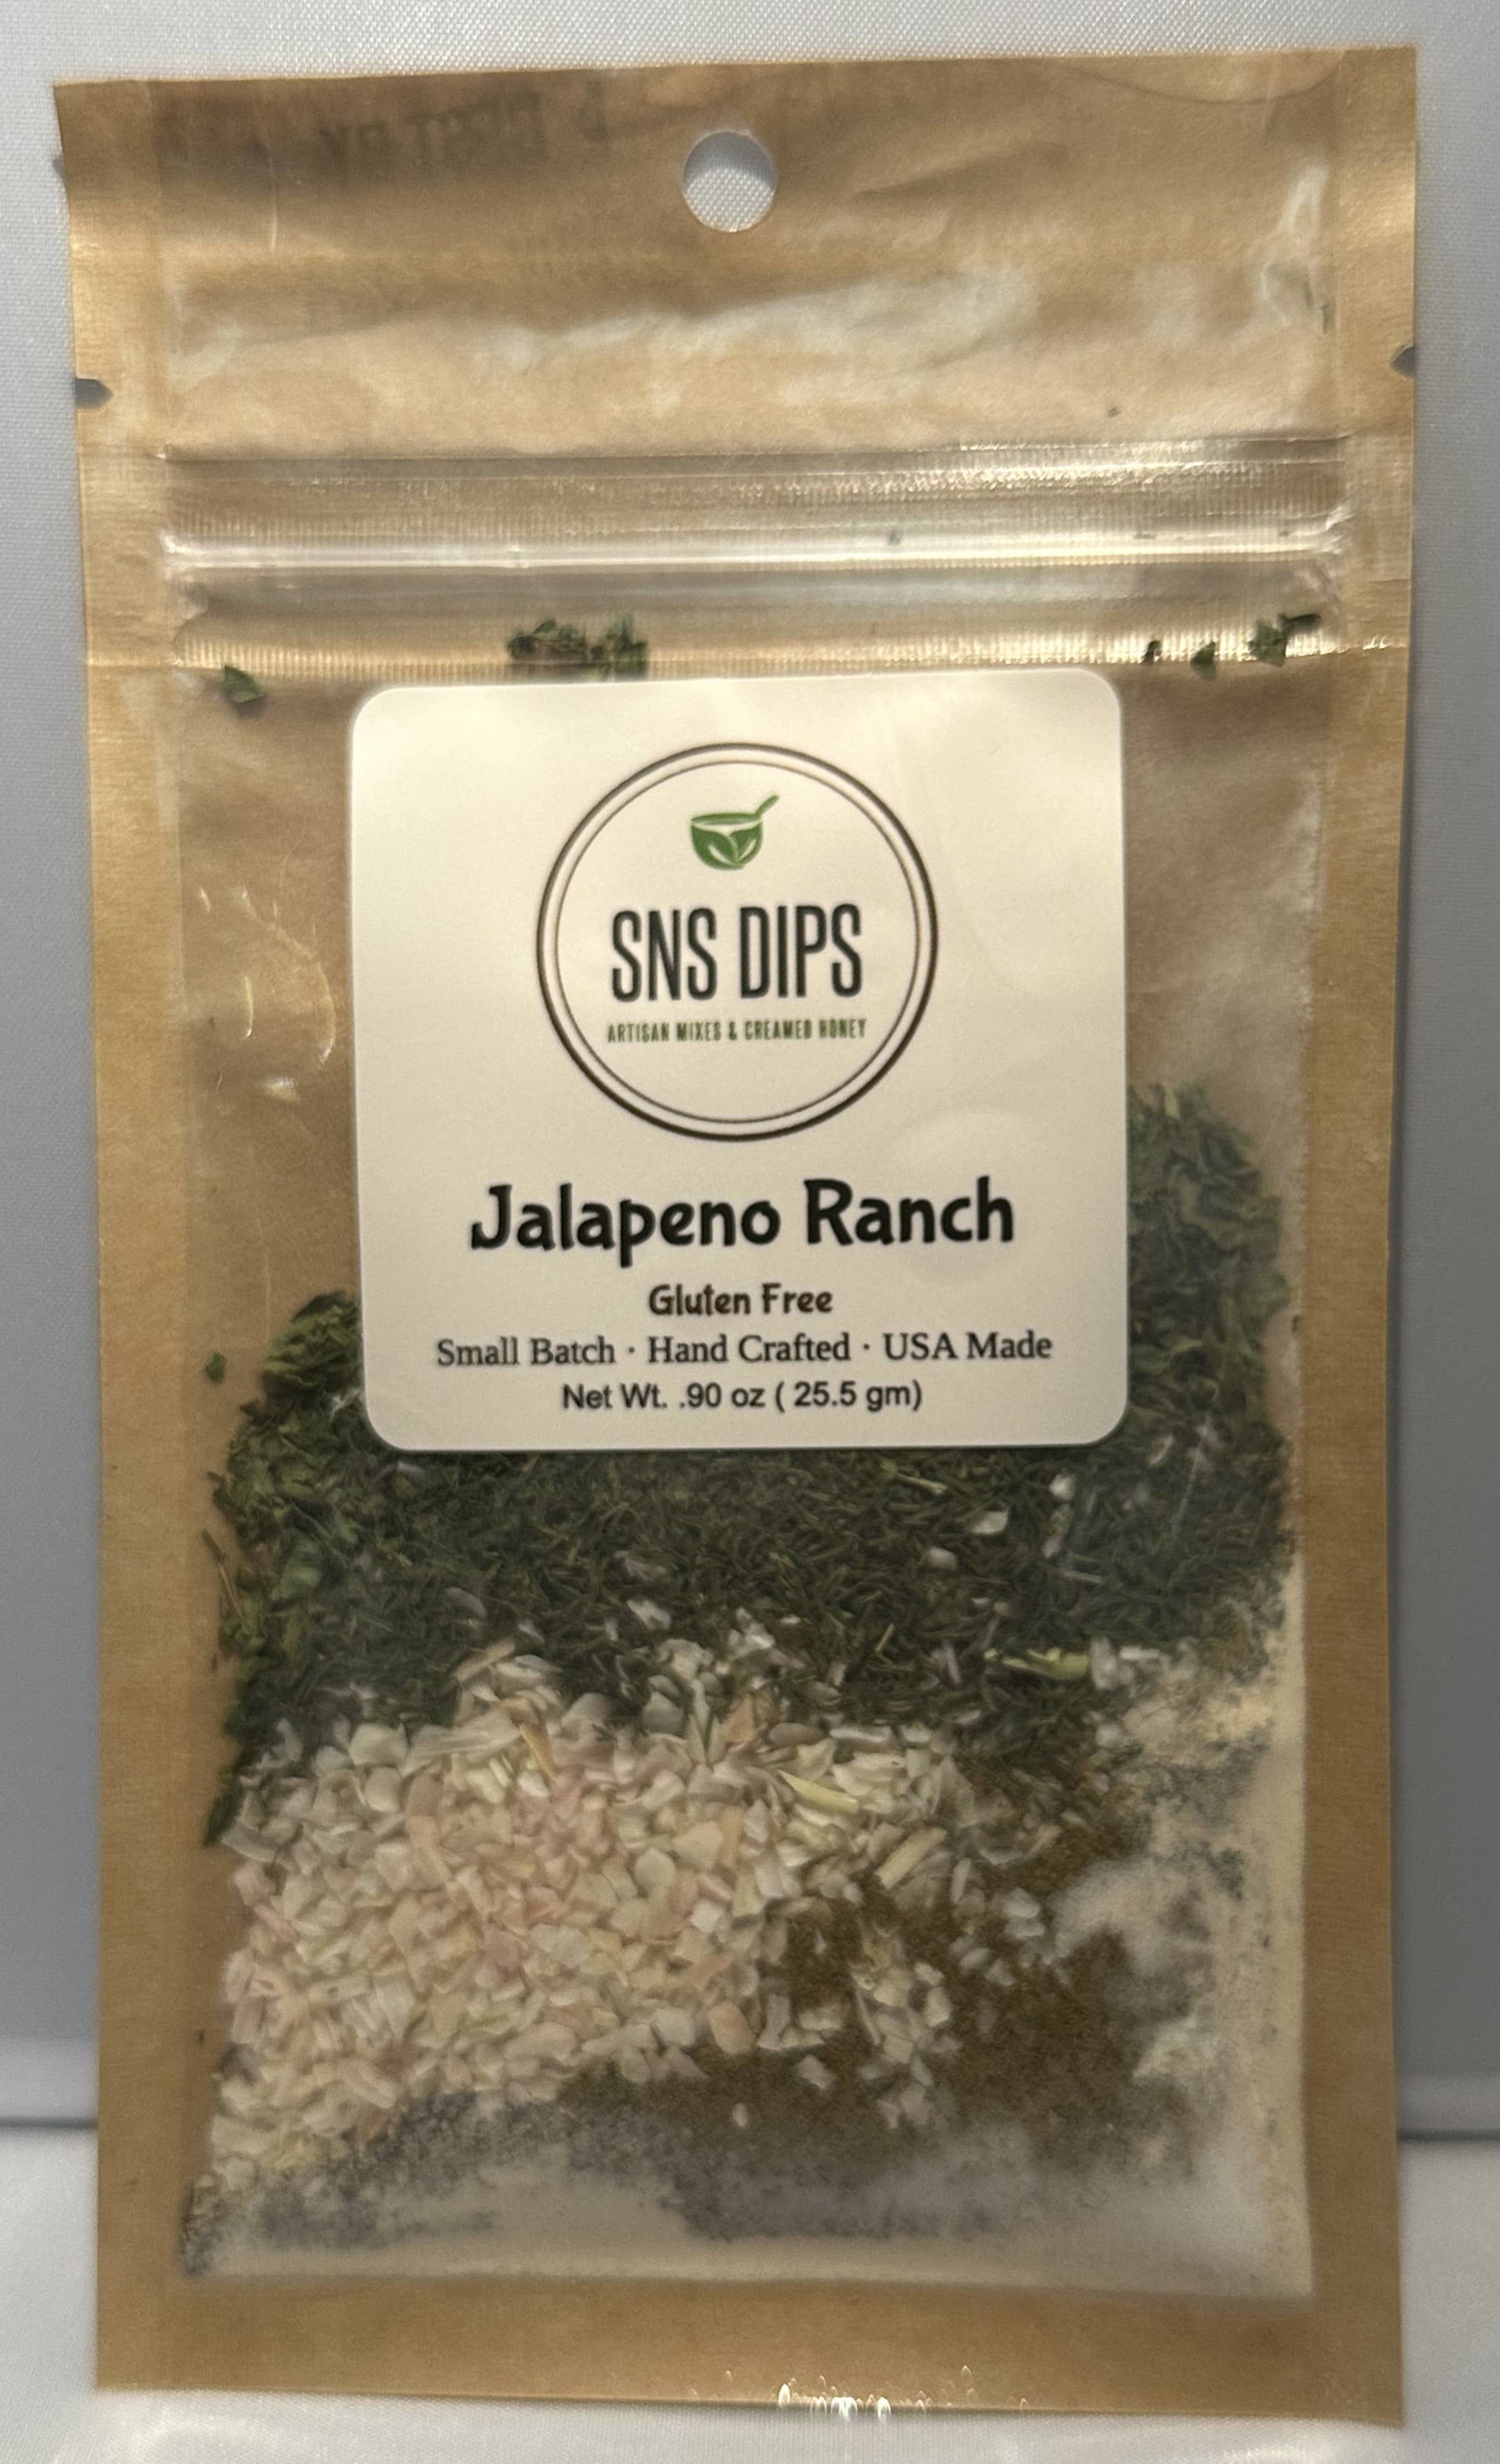 SNS DIPS
ARTISAN MIXES & CREAMED HONEY
Jalapeno Ranch
Gluten Free
Small Batch · Hand Crafted · USA Made
Net Wt. .90 oz ( 25.5 gm)